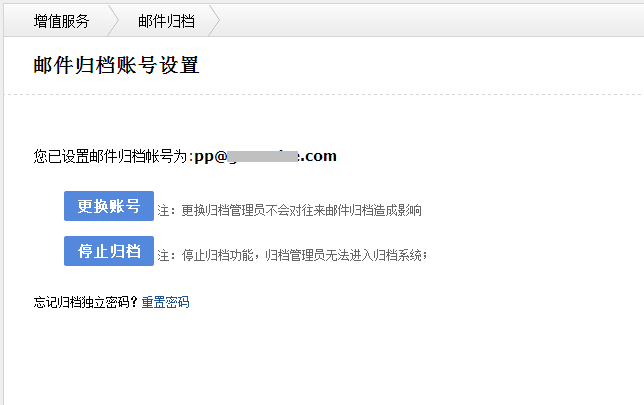 增值服务 邮件归档
邮件归档账号设置
您已设置邮件归档帐号为:pp@ e.com
更换账号 注：更换归档管理员不会对往来邮件归档造成影响
停止归档 注：停止归档功能，归档管理员无法进入归档系统；
忘记归档独立密码？重置密码